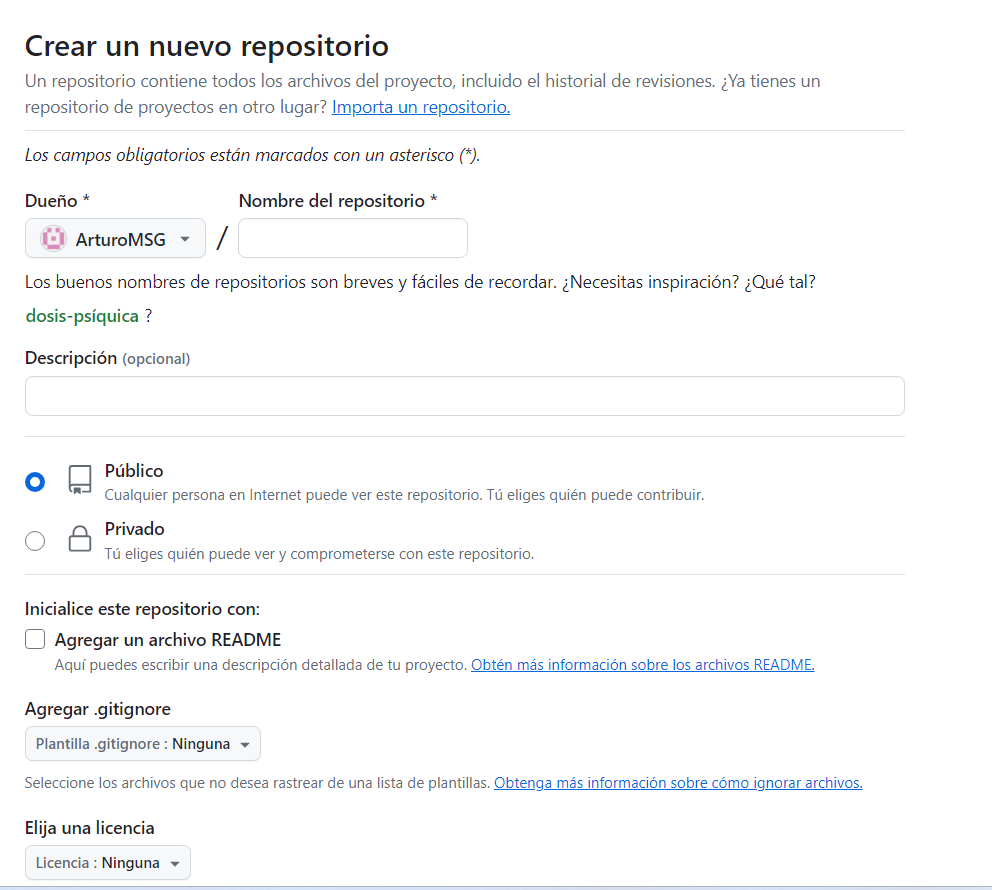 Crear un nuevo repositorio
Un repositorio contiene todos los archivos del proyecto, incluido el historial de revisiones. ¿Ya tienes un
repositorio de proyectos en otro lugar? Importa un repositorio.
Los campos obligatorios están marcados con un asterisco (*).
Dueño * Nombre del repositorio *
ArturoMSG /
Los buenos nombres de repositorios son breves y fáciles de recordar. ¿Necesitas inspiración? ¿Qué tal?
dosis-psíquica ?
Descripción (opcional)
Público
Cualquier persona en Internet puede ver este repositorio. Tú eliges quién puede contribuir.
Privado
Tú eliges quién puede ver y comprometerse con este repositorio.
Inicialice este repositorio con:
Agregar un archivo README
Aquí puedes escribir una descripción detallada de tu proyecto. Obtén más información sobre los archivos README.
Agregar .gitignore
Plantilla .gitignore : Ninguna
Seleccione los archivos que no desea rastrear de una lista de plantillas. Obtenga más información sobre cómo ignorar archivos.
Elija una licencia
Licencia : Ninguna